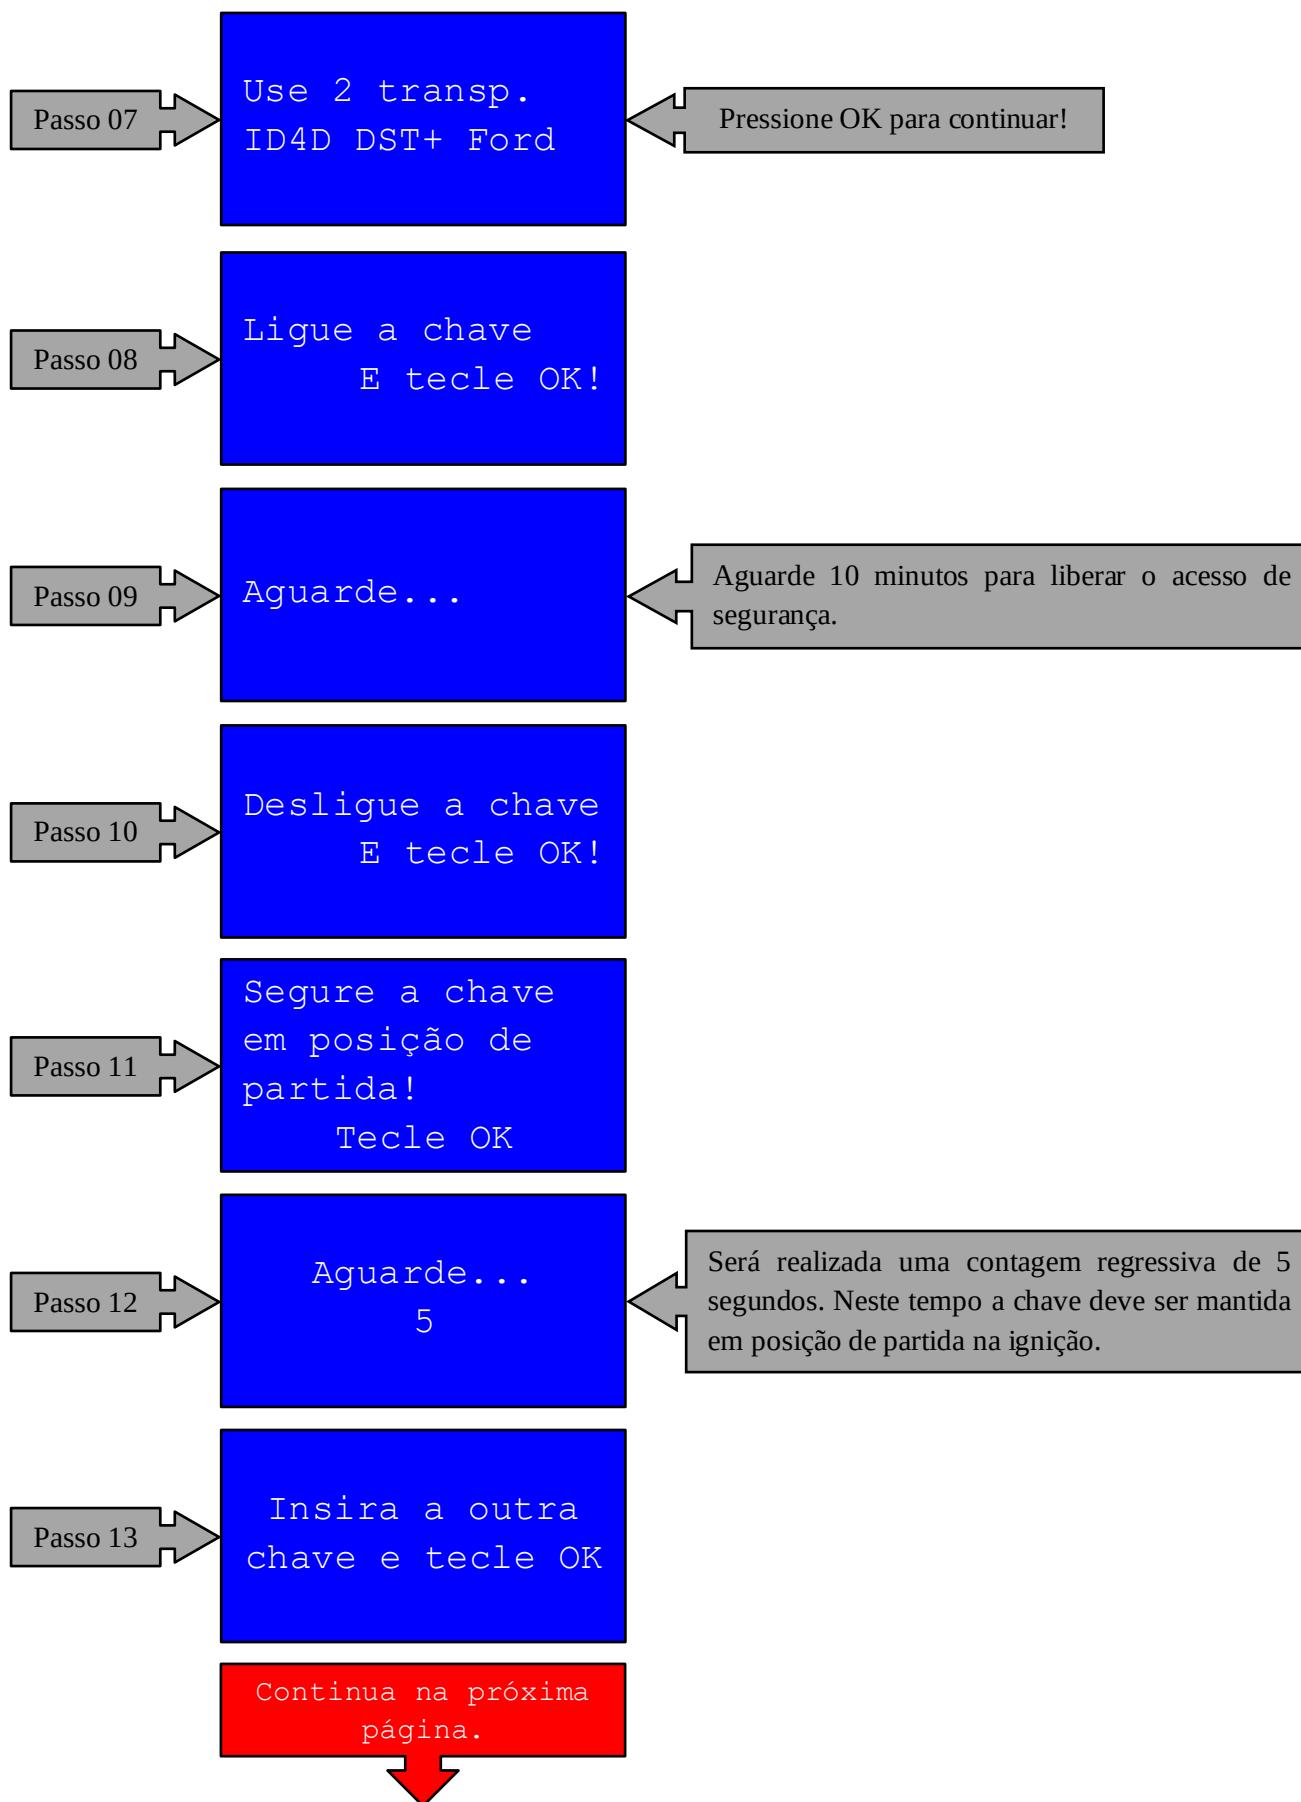 Passo 07
Use 2 transp.
ID4D DST+ Ford
Pressione OK para continuar!
Passo 08
Ligue a chave
E tecle OK!
Passo 09
Aguarde...
Aguarde 10 minutos para liberar o acesso de
segurança.
Passo 10
Desligue a chave
E tecle OK!
Passo 11
Segure a chave
em posição de
partida!
Tecle OK
Passo 12
Aguarde...
5
Será realizada uma contagem regressiva de 5
segundos. Neste tempo a chave deve ser mantida
em posição de partida na ignição.
Passo 13
Insira a outra
chave e tecle OK
Continua na próxima
página.